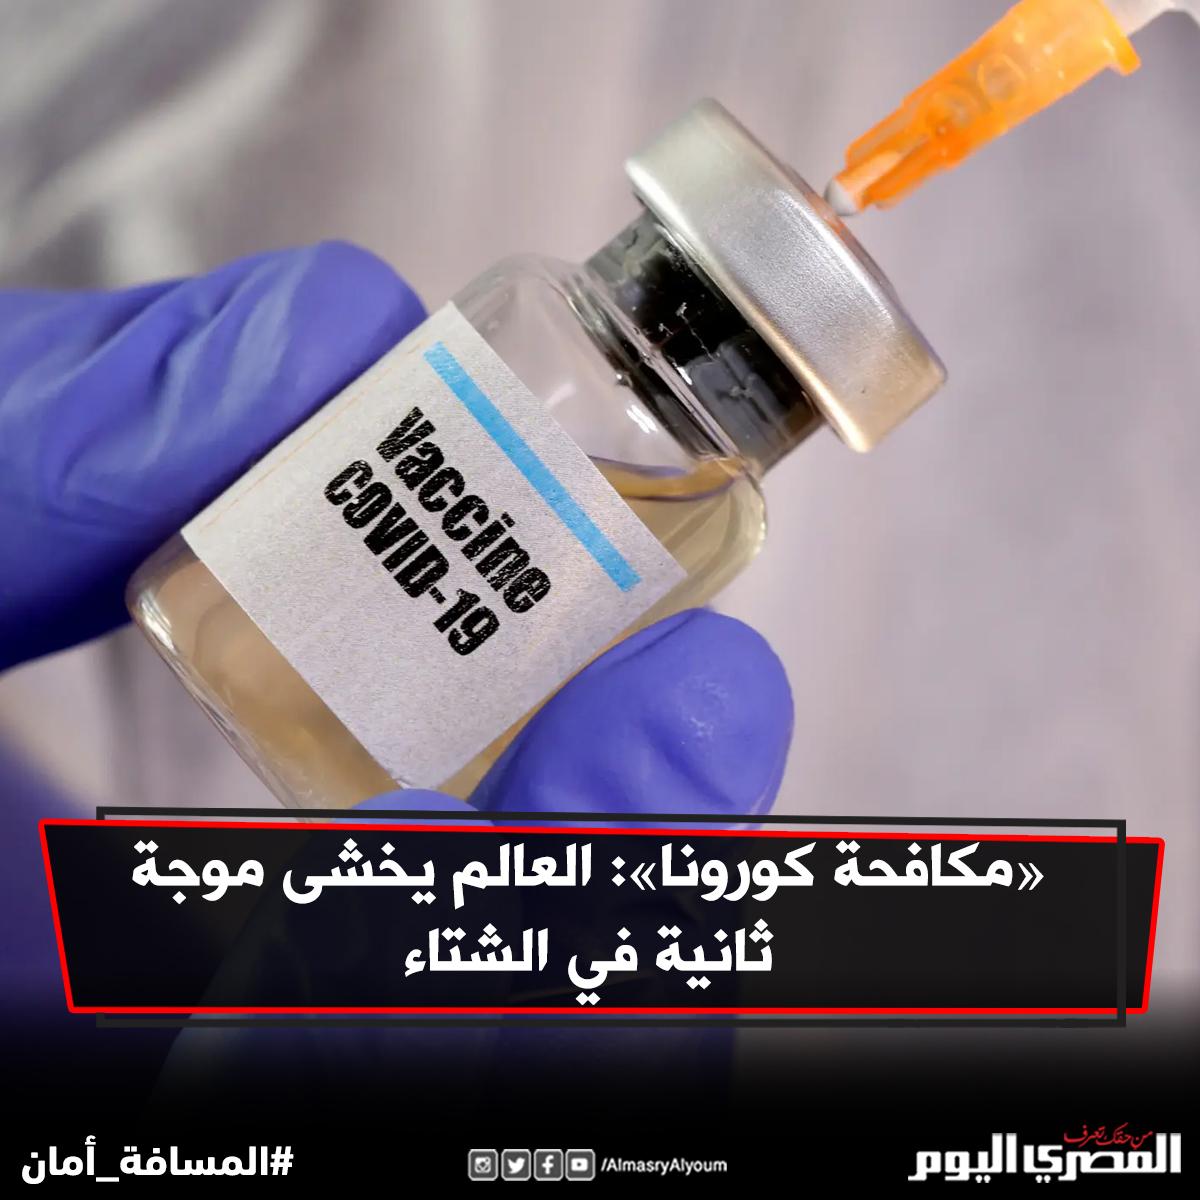 Vaccine
COVID-19
«مكافحة كورونا»: العالم يخشى موجة
ثانية في الشتاء
من حقك تعرف
المصري اليوم
/AlmasryAlyoum
#المسافة_أمان